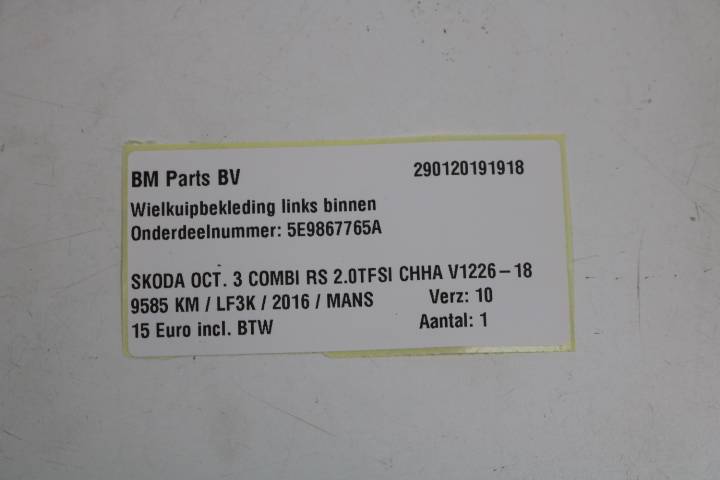 BM Parts BV 290120191918
Wielkuipbekleding links binnen
Onderdeelnummer: 5E9867765A
SKODA OCT. 3 COMBI RS 2.0TFSI CHHA V1226-18
9585 KM / LF3K / 2016 / MANS Verz: 10
15 Euro incl. BTW Aantal: 1